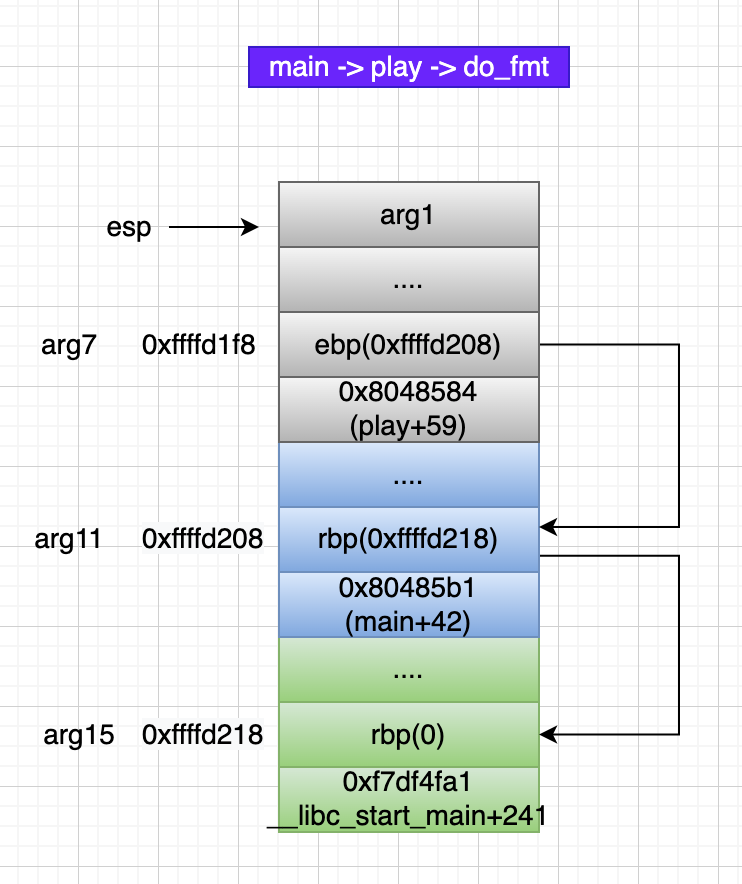 main -> play -> do_fmt
arg1
esp
....
arg7 0xffffd1f8 ebp(0xffffd208)
0x8048584
(play+59)
....
arg11 0xffffd208 rbp(0xffffd218)
0x80485b1
(main+42)
....
arg15 0xffffd218 rbp(0)
0xf7df4fa1
__libc_start_main+241